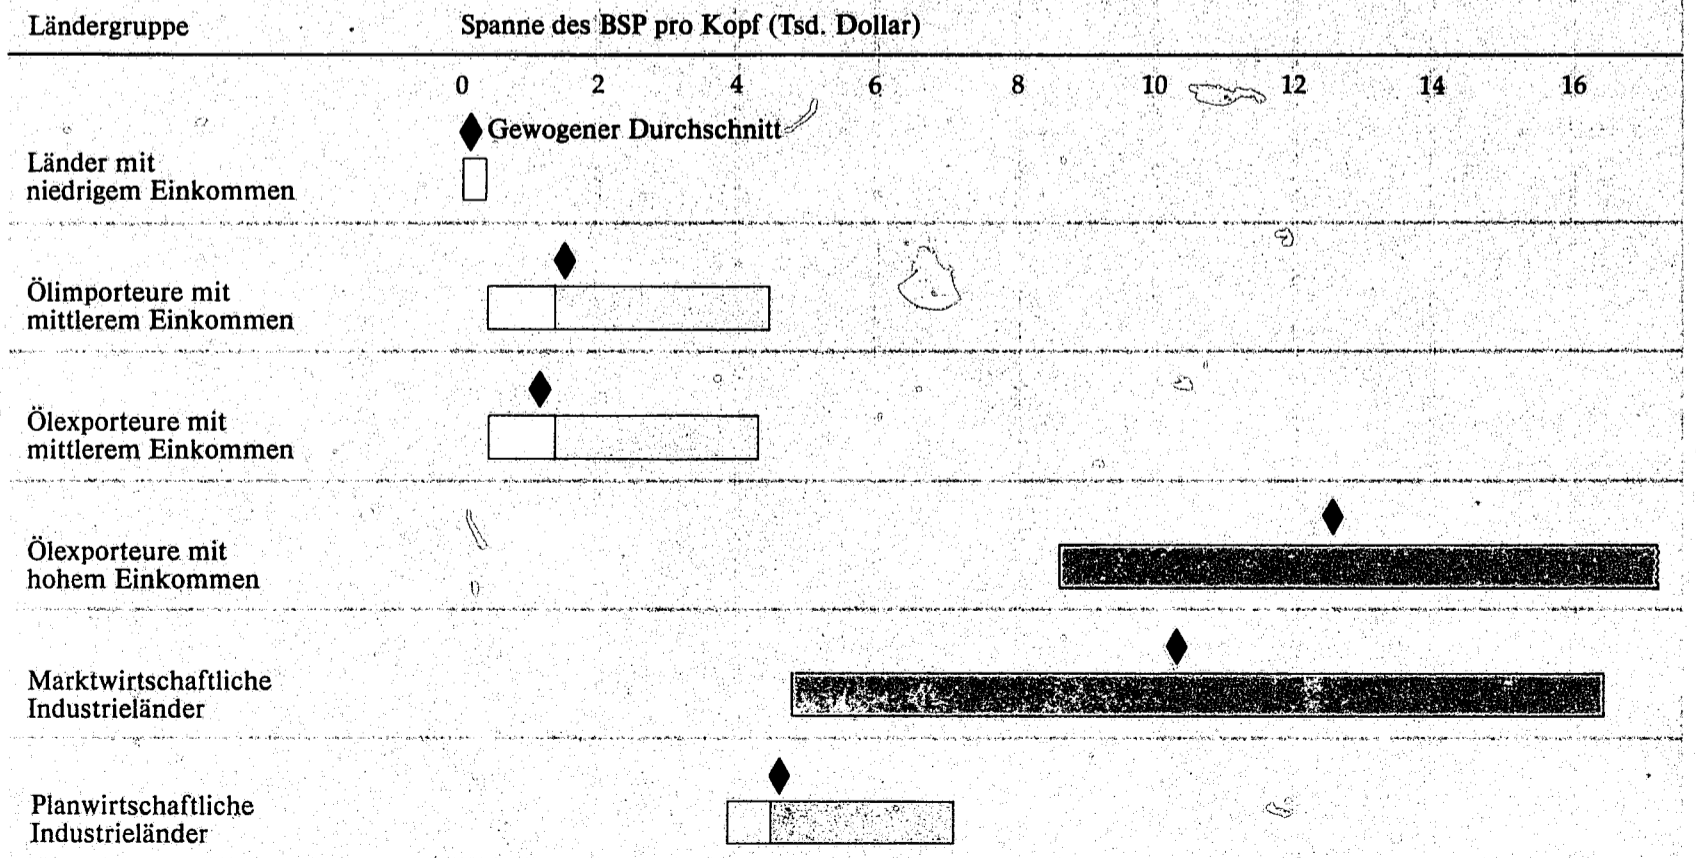 Ländergruppe Spanne des BSP pro Kopf (Tsd. Dollar)
0 2 4 6 8 10 12 14 16
Gewogener Durchschnitt
Länder mit
niedrigem Einkommen
Ölimporteure mit
mittlerem Einkommen
Ölexporteure mit
mittlerem Einkommen
Ölexporteure mit
hohem Einkommen
Marktwirtschaftliche
Industrieländer
Planwirtschaftliche
Industrieländer